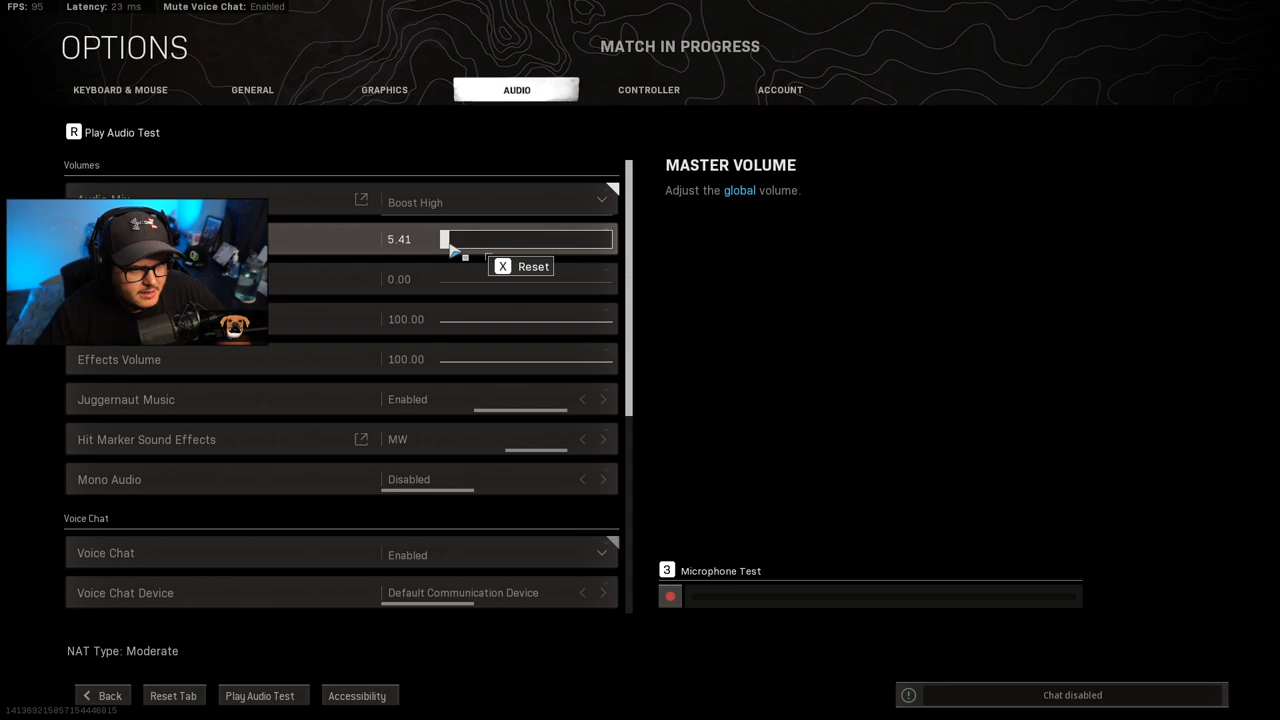 FPS: 95 Latency: 23 ms Mute Voice Chat: Enabled
OPTIONS
MATCH IN PROGRESS
KEYBOARD & MOUSE GENERAL GRAPHICS AUDIO CONTROLLER ACCOUNT
R Play Audio Test
Volumes
Audio Mix Boost High
5.41
X Reset
0.00
100.00
Effects Volume 100.00
Juggernaut Music Enabled
Hit Marker Sound Effects MW
Mono Audio Disabled
Voice Chat
Voice Chat Enabled
Voice Chat Device Default Communication Device
MASTER VOLUME
Adjust the global volume.
3 Microphone Test
NAT Type: Moderate
Back Reset Tab Play Audio Test Accessibility
Chat disabled
14136921585715444681​5